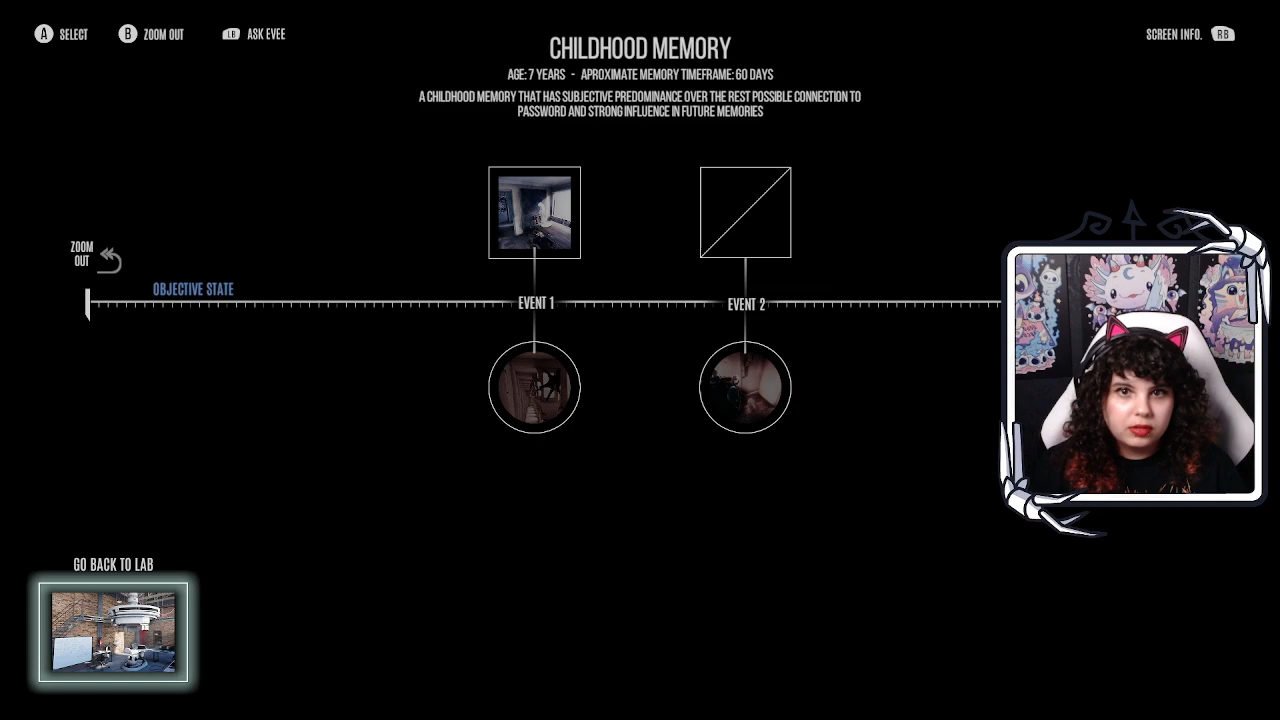 A SELECT B ZOOM OUT LB ASK EVEE
SCREEN INFO. RB
CHILDHOOD MEMORY
AGE: 7 YEARS - APROXIMATE MEMORY TIMEFRAME: 60 DAYS
A CHILDHOOD MEMORY THAT HAS SUBJECTIVE PREDOMINANCE OVER THE REST POSSIBLE CONNECTION TO
PASSWORD AND STRONG INFLUENCE IN FUTURE MEMORIES
ZOOM
OUT
OBJECTIVE STATE
EVENT 1
EVENT 2
GO BACK TO LAB